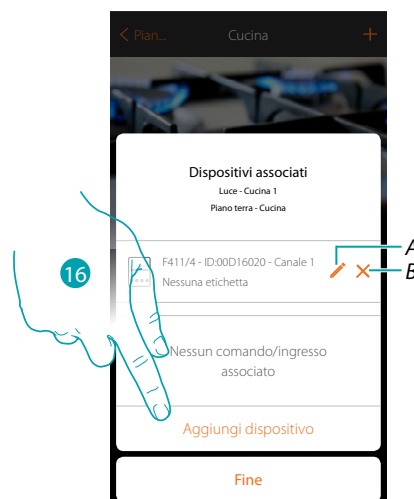 Pian...
Cucina
Dispositivi associati
Luce - Cucina 1
Piano terra - Cucina
F411/4 - ID:00D16020 - Canale 1
Nessuna etichetta
A
B
16
Nessun comando/ingresso
associato
Aggiungi dispositivo
Fine